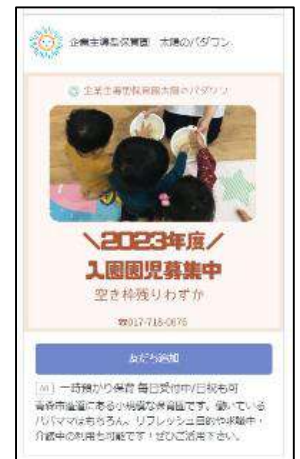 企業主導型保育園 太陽のパダワン
企業主導型保育園太陽のパダワン
\2023年度/
入園園児募集中
空き枠残りわずか
☎017-718-0676
友だち追加
一時預かり保育 毎日受付中/日祝も可
青森市造道にある小規模な保育園です。働いている
パパママはもちろん、リフレッシュ目的や求職中・
介護中の利用も可能です！ぜひご活用下さい。